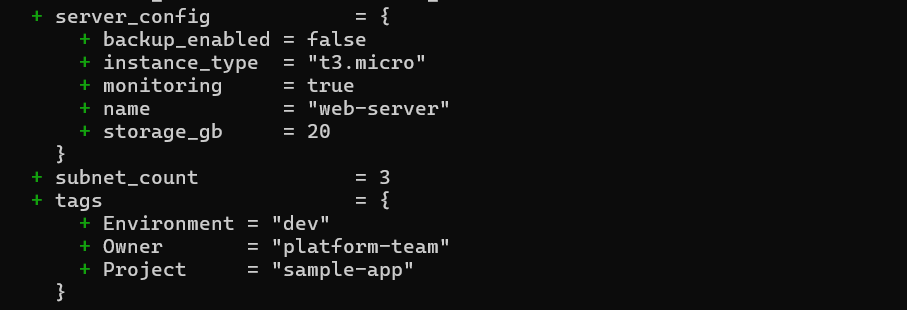 + server_config            = {
    + backup_enabled = false
    + instance_type  = "t3.micro"
    + monitoring     = true
    + name           = "web-server"
    + storage_gb     = 20
  }
+ subnet_count             = 3
+ tags                     = {
    + Environment = "dev"
    + Owner       = "platform-team"
    + Project     = "sample-app"
  }